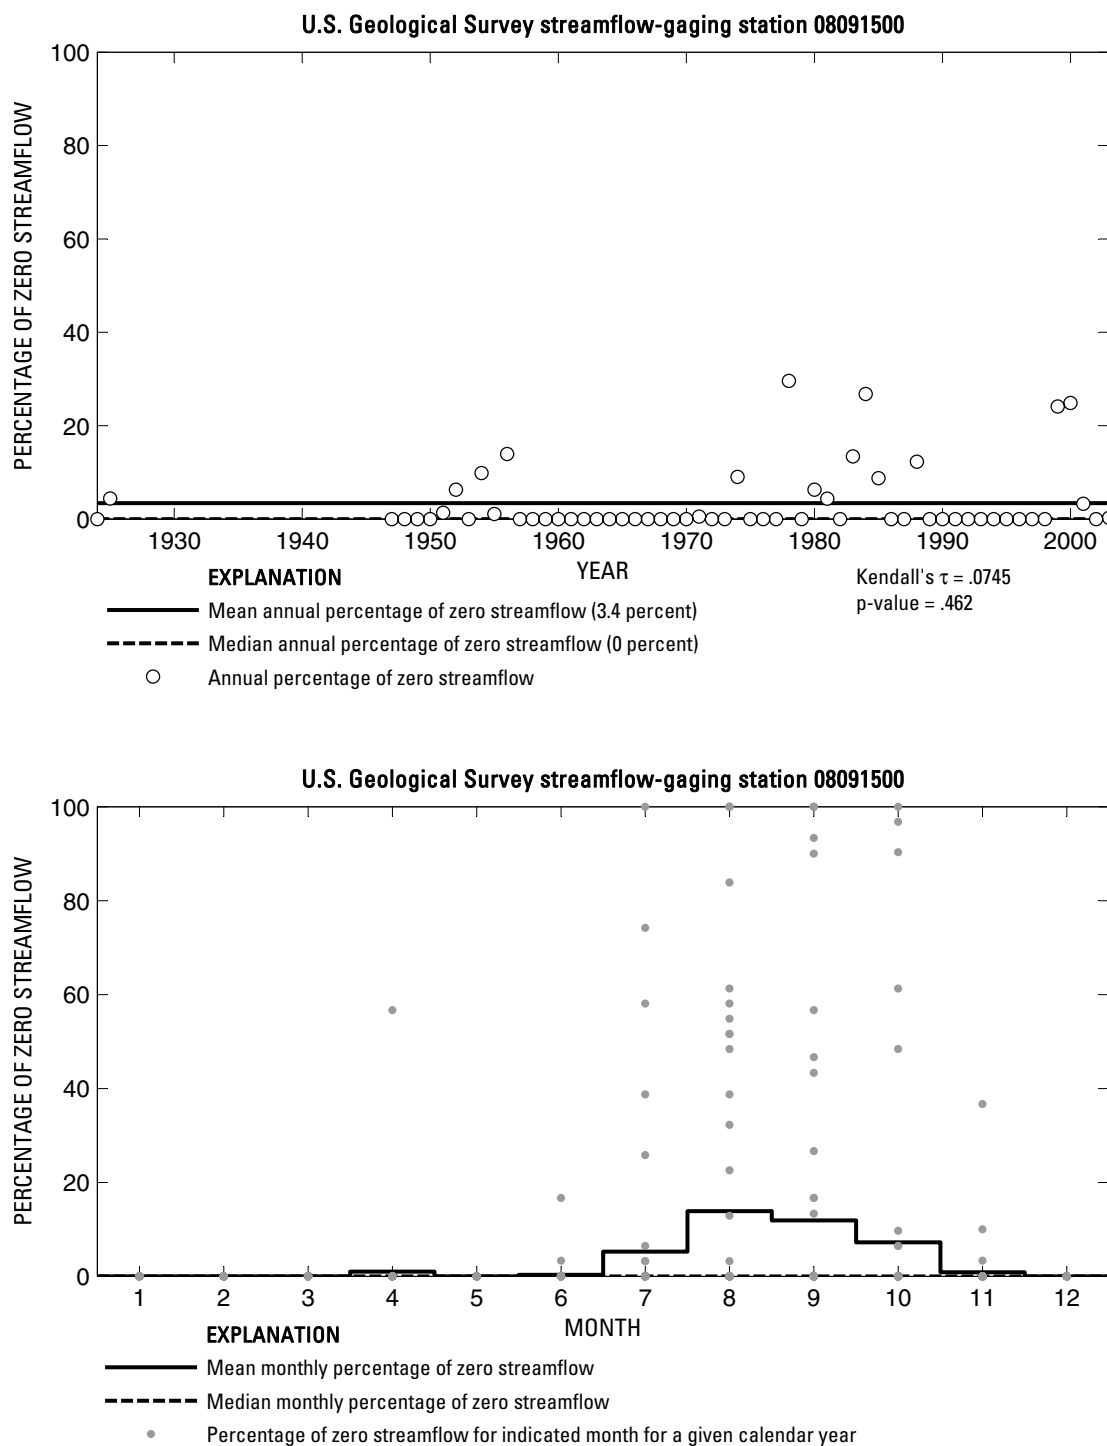 U.S. Geological Survey streamflow-gaging station 08091500
PERCENTAGE OF ZERO STREAMFLOW
100
80
60
40
20
0
1930 1940 1950 1960 1970 1980 1990 2000
YEAR
Kendall's τ = .0745
p-value = .462
EXPLANATION
Mean annual percentage of zero streamflow (3.4 percent)
Median annual percentage of zero streamflow (0 percent)
Annual percentage of zero streamflow
U.S. Geological Survey streamflow-gaging station 08091500
PERCENTAGE OF ZERO STREAMFLOW
100
80
60
40
20
0
1 2 3 4 5 6 7 8 9 10 11 12
MONTH
EXPLANATION
Mean monthly percentage of zero streamflow
Median monthly percentage of zero streamflow
Percentage of zero streamflow for indicated month for a given calendar year